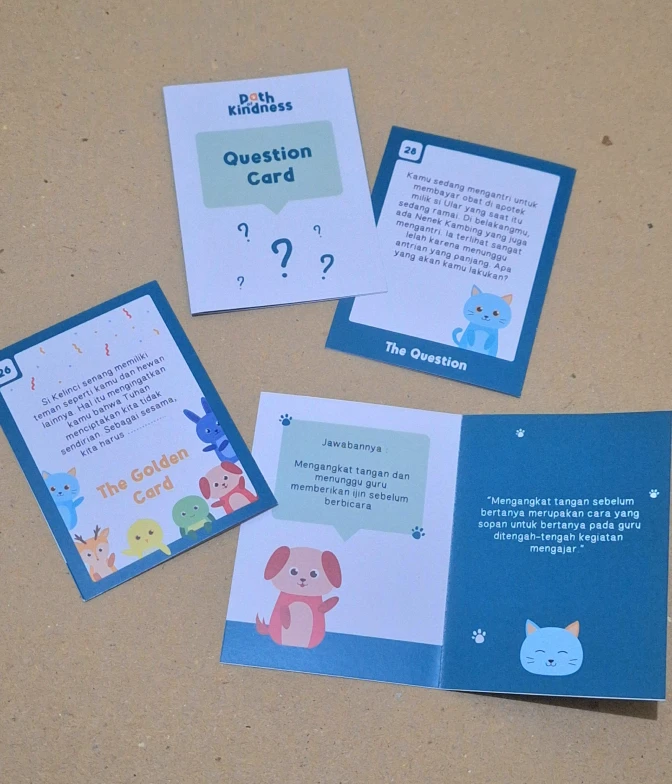 Path
of
Kindness
Question
Card
? ?
? ?
?
28
Kamu sedang mengantri untuk
membayar obat di apotek
milik si Ular yang saat itu
sedang ramai. Di belakangmu,
ada Nenek Kambing yang juga
mengantri. Ia terlihat sangat
lelah karena menunggu
antrian yang panjang. Apa
yang akan kamu lakukan?
The Question
26
Si Kelinci senang memiliki
teman seperti kamu dan hewan
lainnya. Hal itu mengingatkan
kamu bahwa Tuhan
menciptakan kita tidak
sendirian. Sebagai sesama,
kita harus ............
The Golden
Card
Jawabannya :
Mengangkat tangan dan
menunggu guru
memberikan ijin sebelum
berbicara
"Mengangkat tangan sebelum
bertanya merupakan cara yang
sopan untuk bertanya pada guru
ditengah-tengah kegiatan
mengajar."